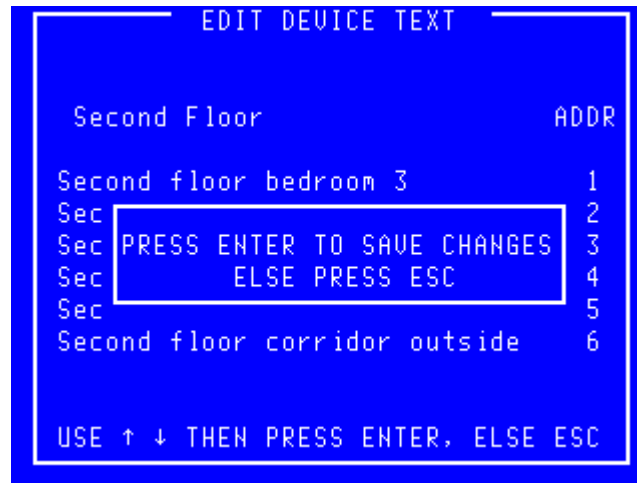 EDIT DEVICE TEXT
Second Floor ADDR
Second floor bedroom 3 1
Sec 2
Sec PRESS ENTER TO SAVE CHANGES 3
Sec ELSE PRESS ESC 4
Sec 5
Second floor corridor outside 6
USE ↑ ↓ THEN PRESS ENTER, ELSE ESC